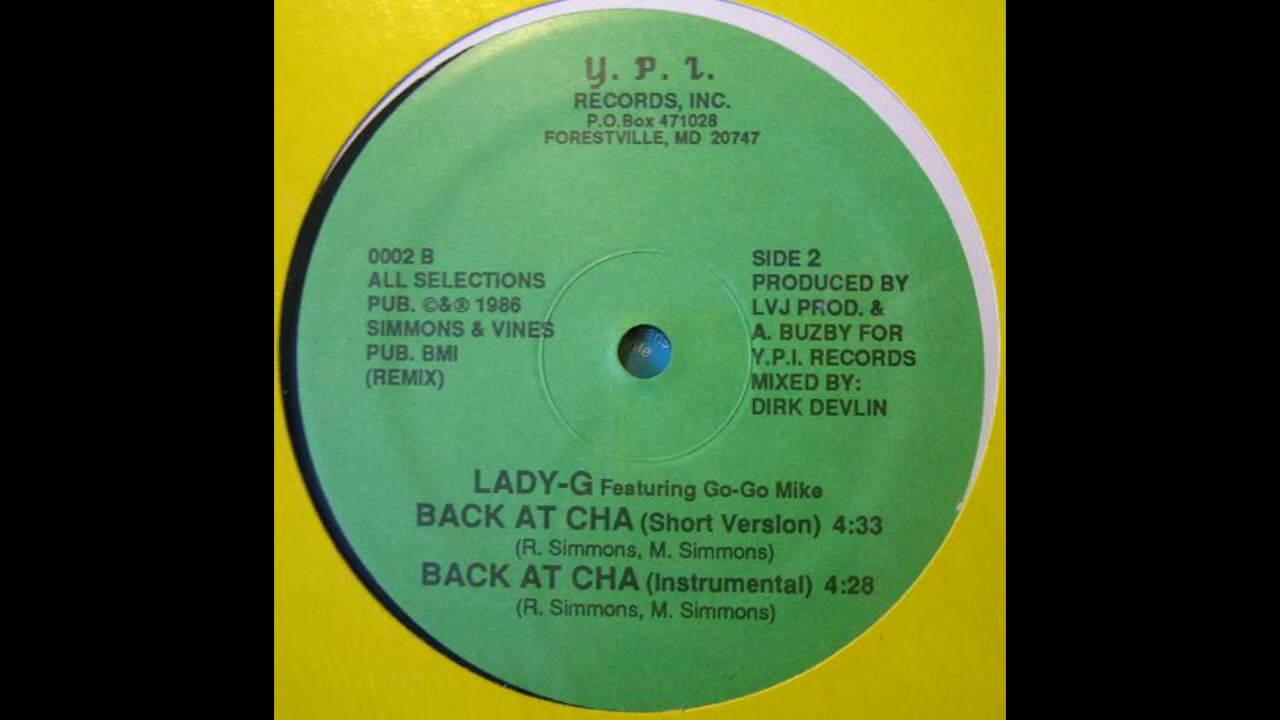 Y. P. I.
RECORDS, INC.
P.O.Box 471028
FORESTVILLE, MD 20747
0002 B
ALL SELECTIONS
PUB. ©&® 1986
SIMMONS & VINES
PUB. BMI
(REMIX)
SIDE 2
PRODUCED BY
LVJ PROD. &
A. BUZBY FOR
Y.P.I. RECORDS
MIXED BY:
DIRK DEVLIN
LADY-G Featuring Go-Go Mike
BACK AT CHA (Short Version) 4:33
(R. Simmons, M. Simmons)
BACK AT CHA (Instrumental) 4:28
(R. Simmons, M. Simmons)